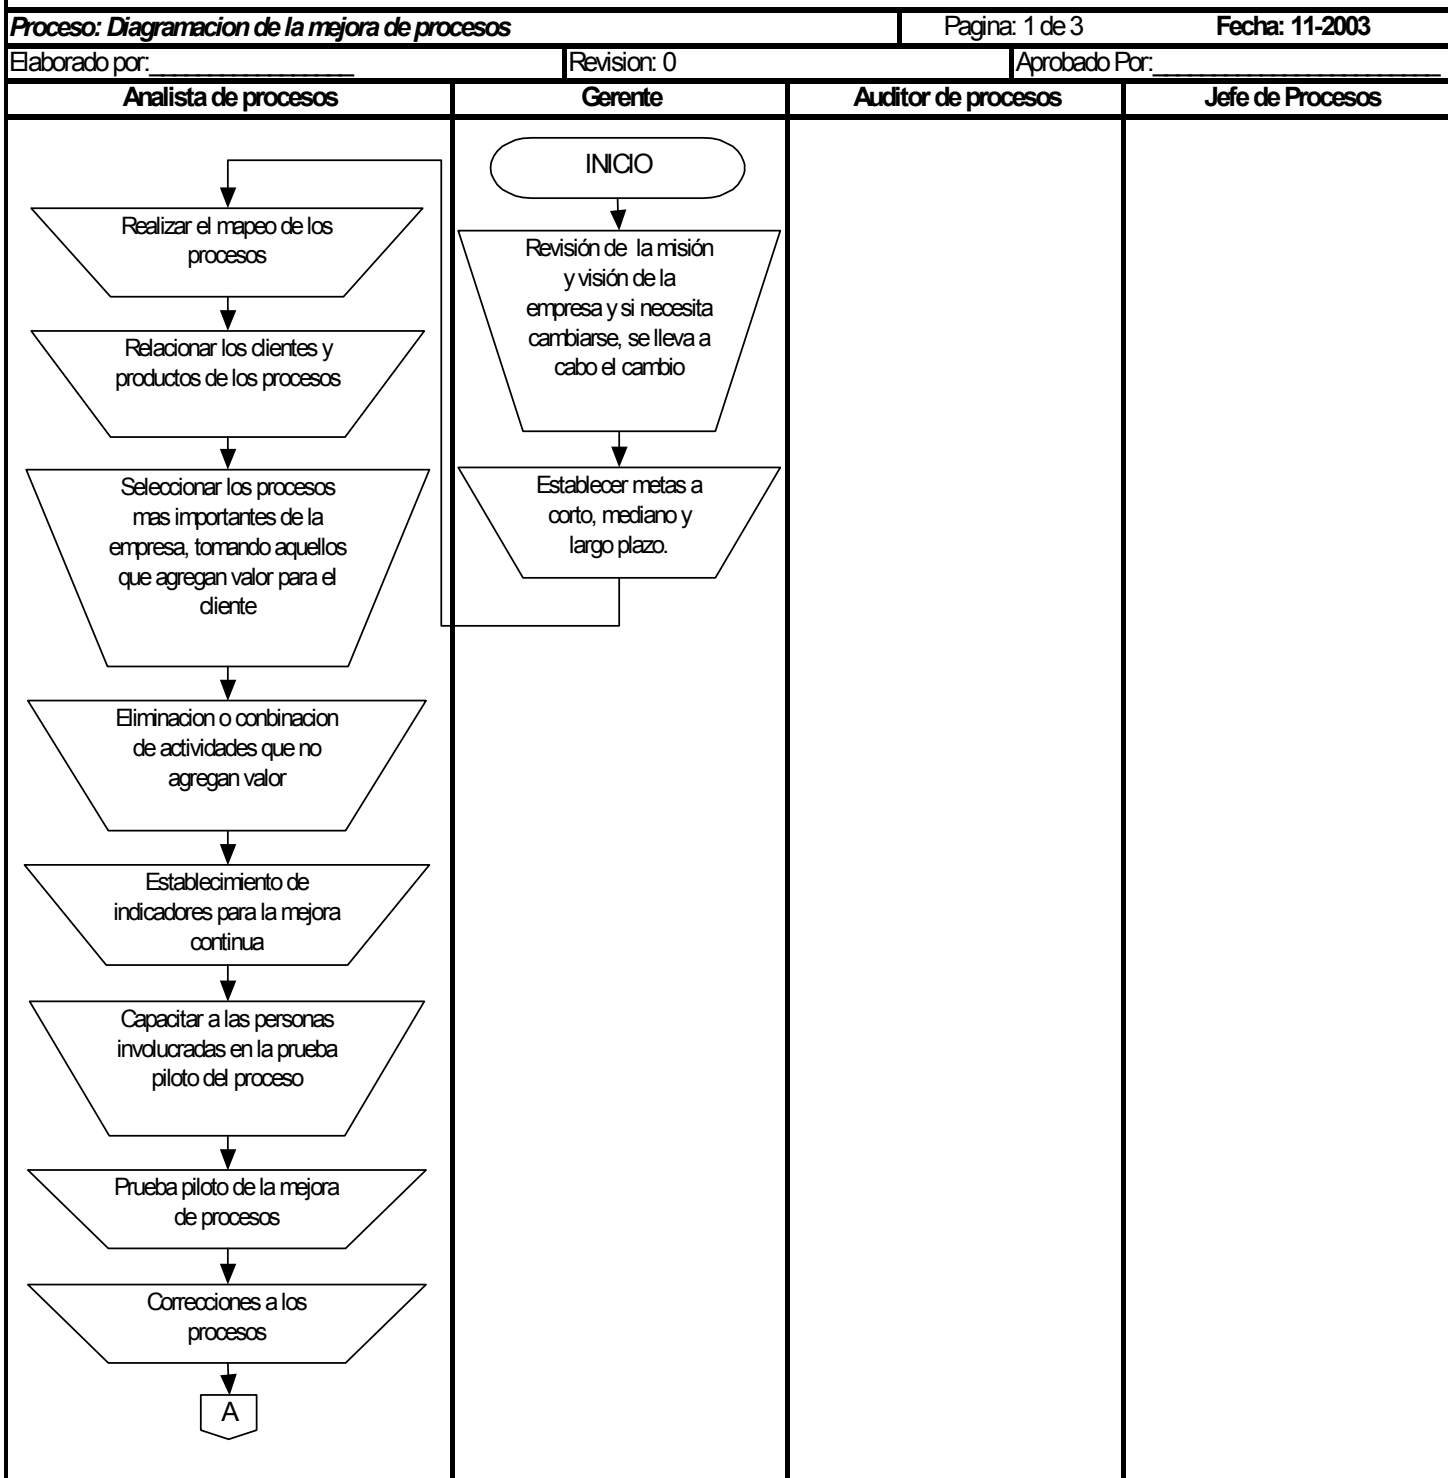 Proceso: Diagramacion de la mejora de procesos
Pagina: 1 de 3
Fecha: 11-2003
Elaborado por:_________________
Revision: 0
Aprobado Por:________________________
Analista de procesos
Gerente
Auditor de procesos
Jefe de Procesos
INICIO
Revisión de la misión
y visión de la
empresa y si necesita
cambiarse, se lleva a
cabo el cambio
Establecer metas a
corto, mediano y
largo plazo.
Realizar el mapeo de los
procesos
Relacionar los clientes y
productos de los procesos
Seleccionar los procesos
mas importantes de la
empresa, tomando aquellos
que agregan valor para el
cliente
Eliminacion o conbinacion
de actividades que no
agregan valor
Establecimiento de
indicadores para la mejora
continua
Capacitar a las personas
involucradas en la prueba
piloto del proceso
Prueba piloto de la mejora
de procesos
Correcciones a los
procesos
A